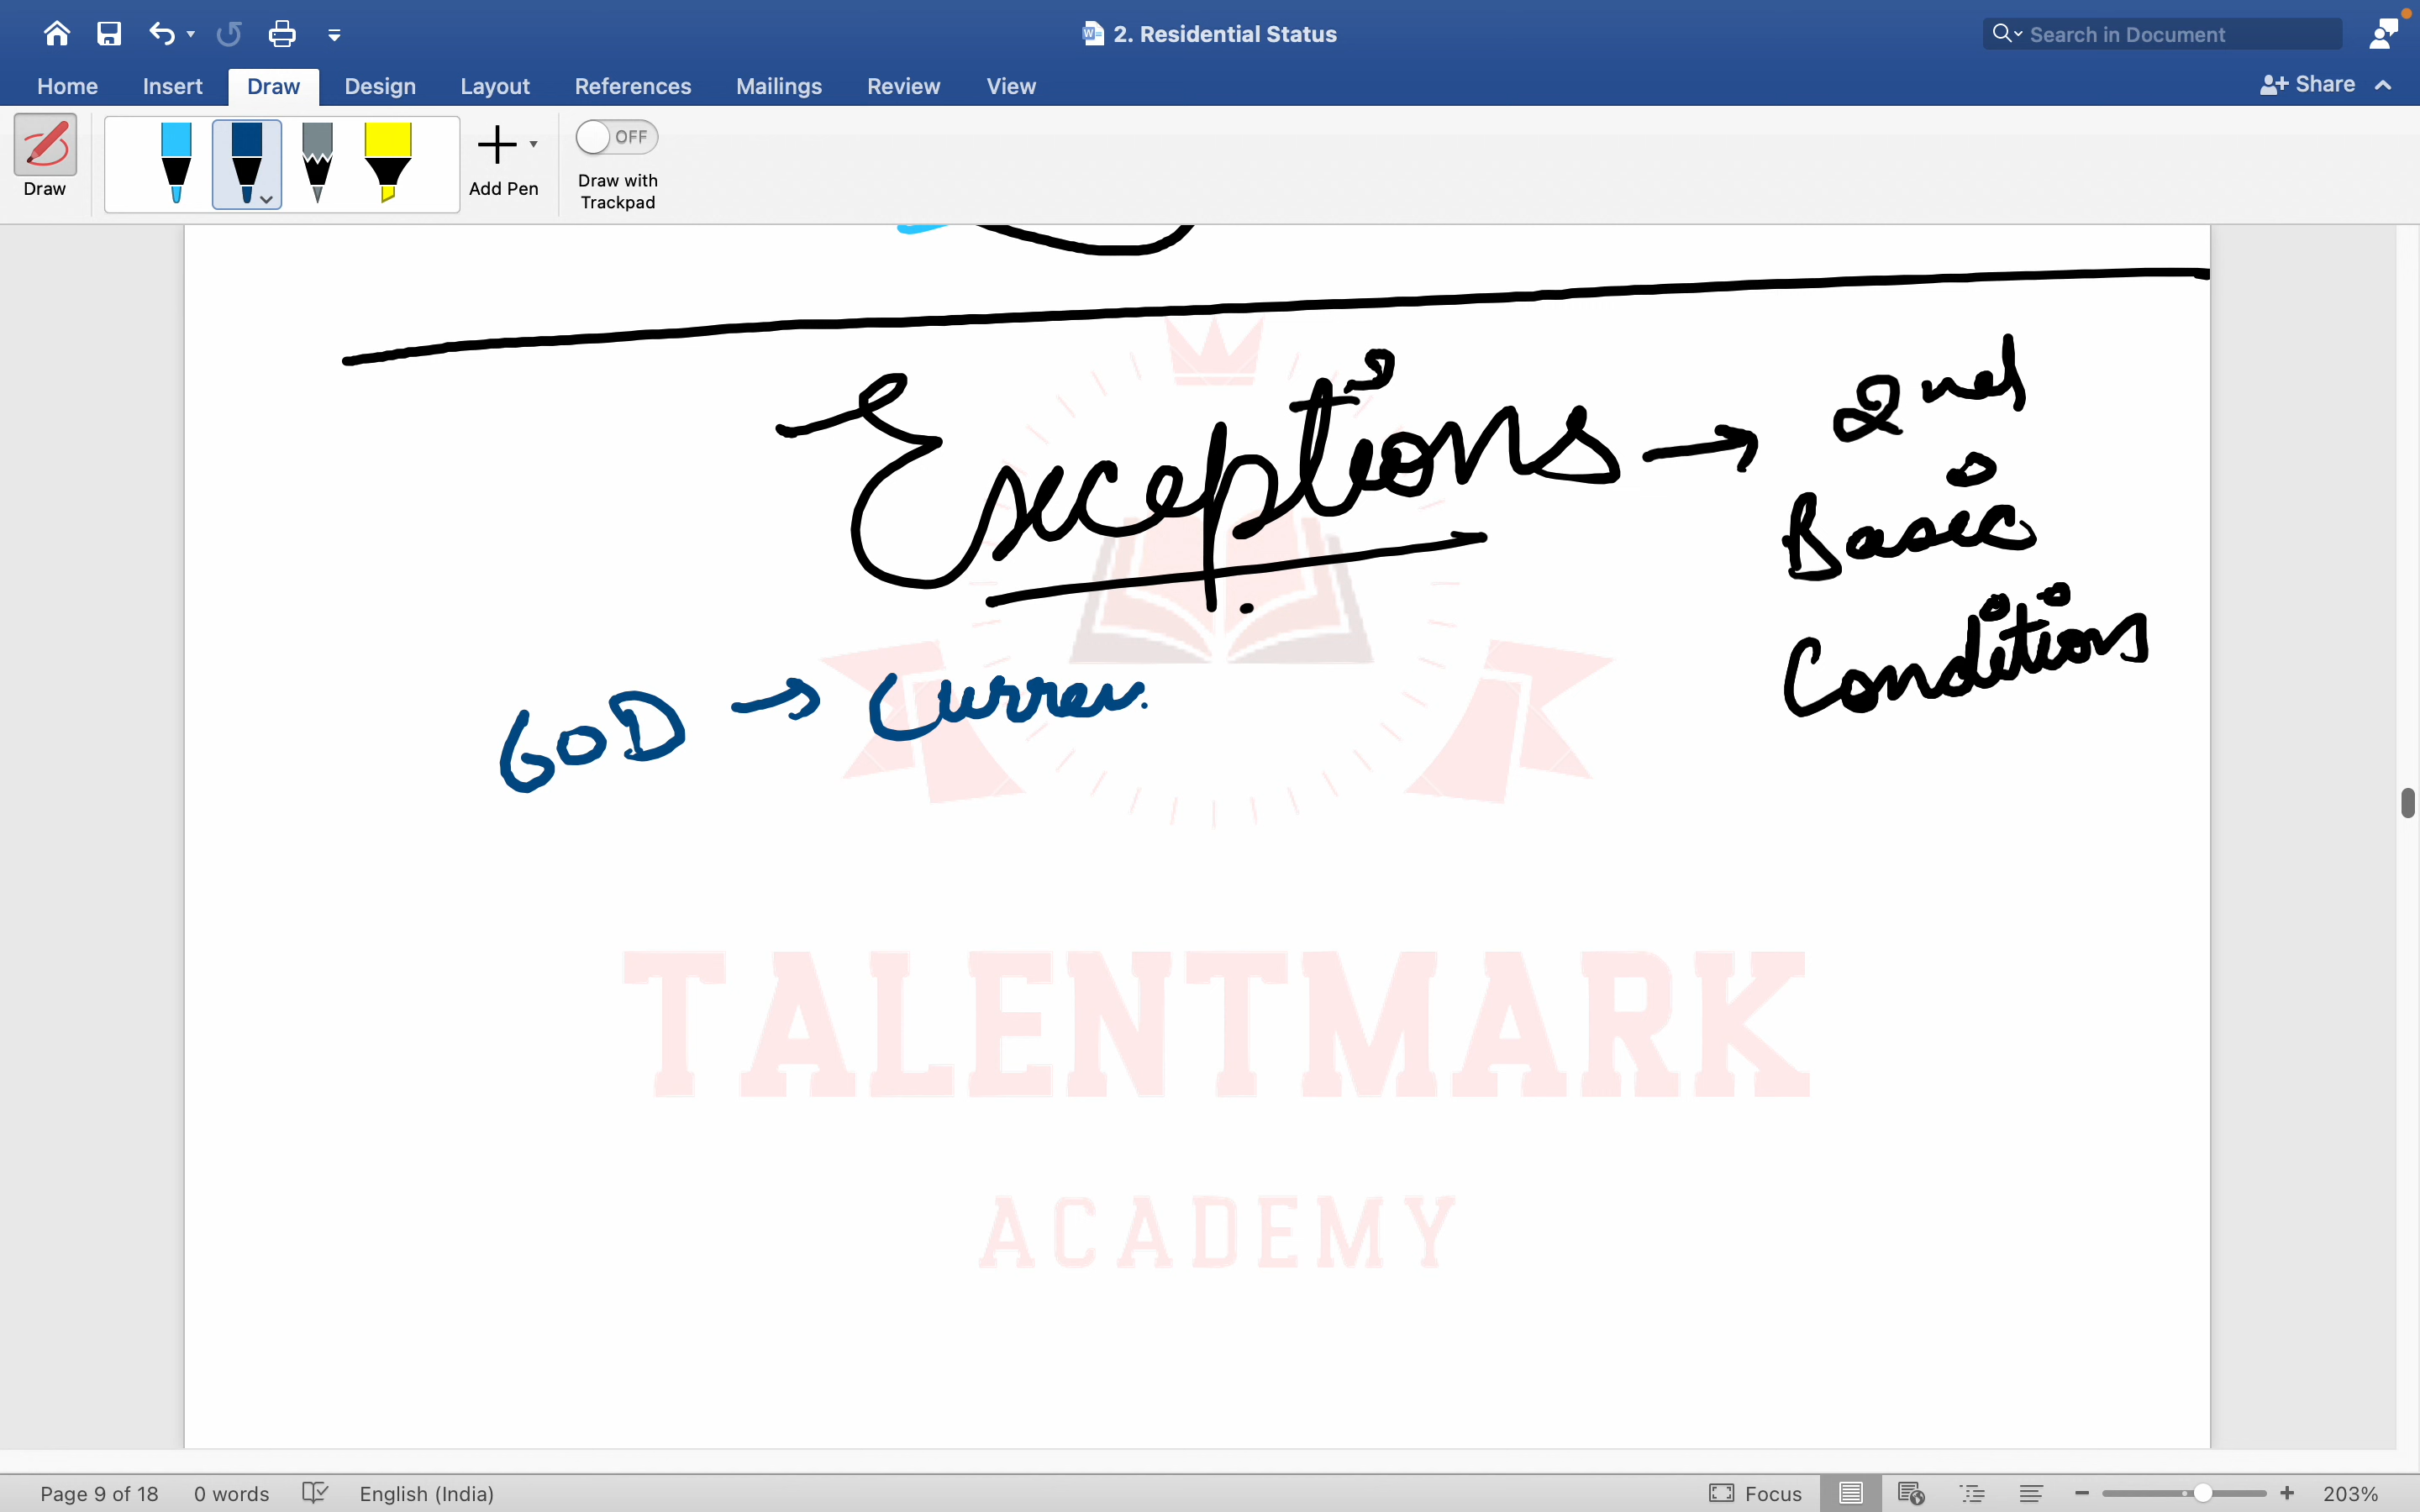 2. Residential Status
Search in Document
Home Insert Draw Design Layout References Mailings Review View
Share
Draw
Add Pen
OFF
Draw with
Trackpad
Exceptions → 2nd
Basic
Conditions
60D → Curren.
TALENTMARK
ACADEMY
Page 9 of 18 0 words English (India) Focus 203%